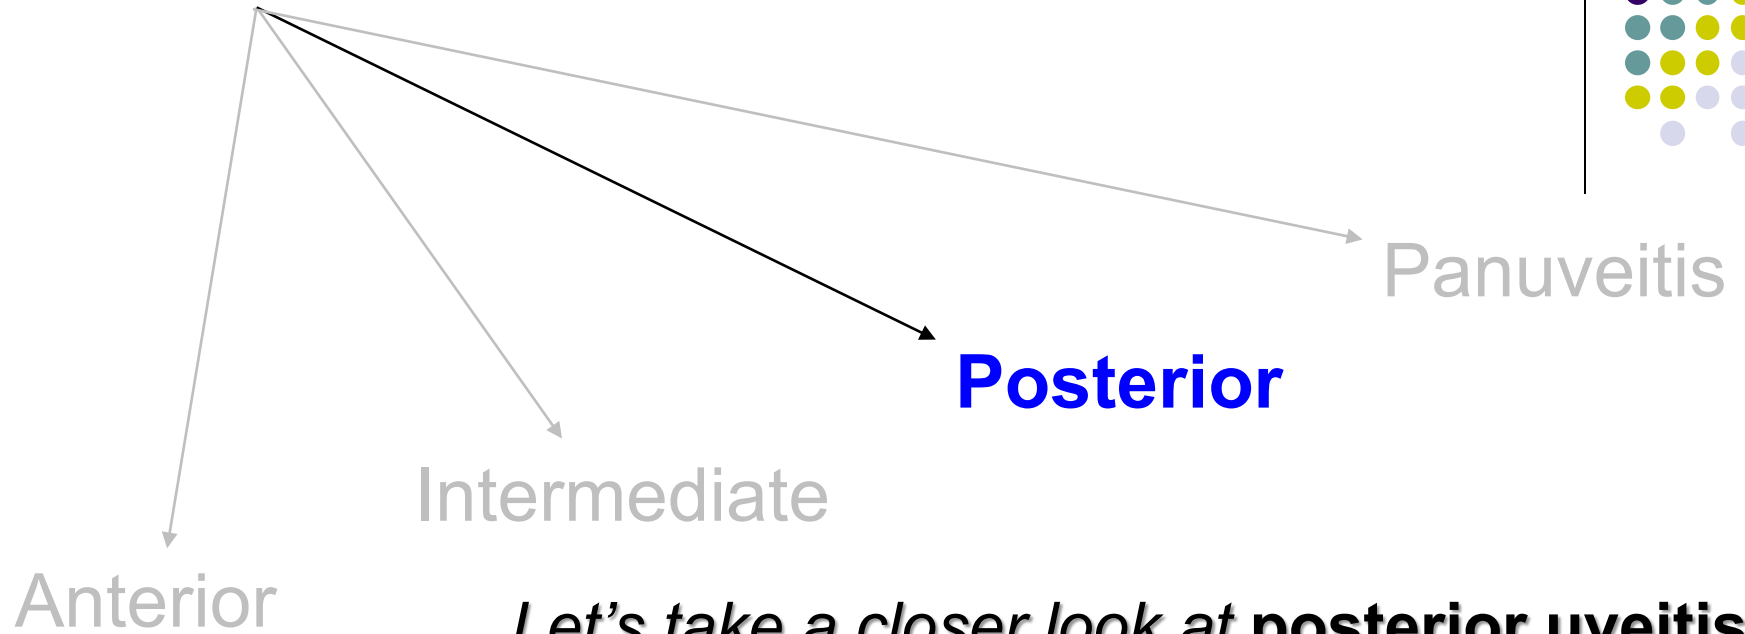 Panuveitis
Posterior
Intermediate
Anterior
Let’s take a closer look at posterior uveitis